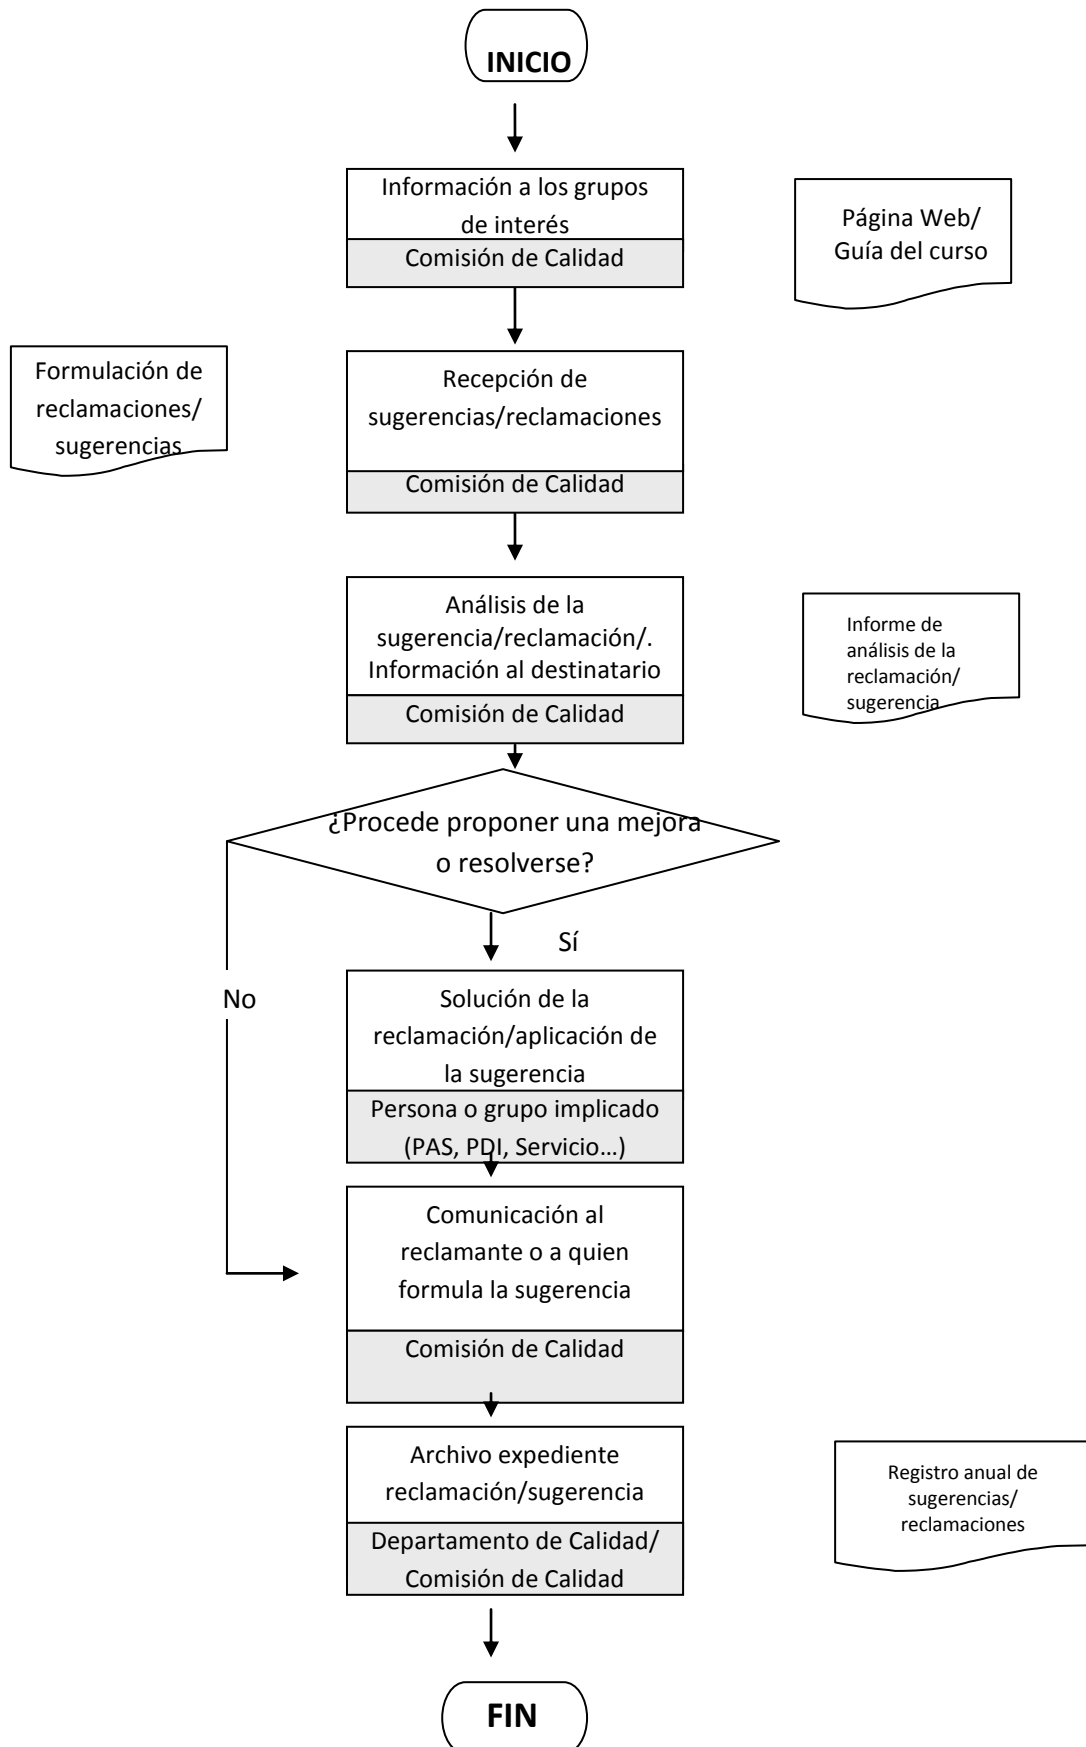 INICIO
Información a los grupos
de interés
Comisión de Calidad
Página Web/
Guía del curso
Formulación de
reclamaciones/
sugerencias
Recepción de
sugerencias/reclamaciones
Comisión de Calidad
Análisis de la
sugerencia/reclamación/.
Información al destinatario
Comisión de Calidad
Informe de
análisis de la
reclamación/
sugerencia
¿Procede proponer una mejora
o resolverse?
Sí
No
Solución de la
reclamación/aplicación de
la sugerencia
Persona o grupo implicado
(PAS, PDI, Servicio…)
Comunicación al
reclamante o a quien
formula la sugerencia
Comisión de Calidad
Archivo expediente
reclamación/sugerencia
Departamento de Calidad/
Comisión de Calidad
Registro anual de
sugerencias/
reclamaciones
FIN